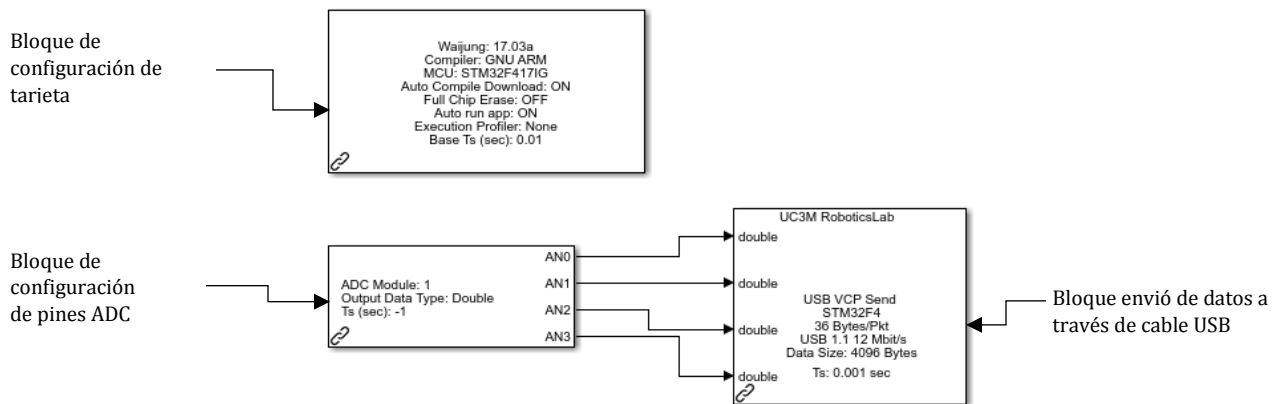 Bloque de
configuración de
tarjeta
Waijung: 17.03a
Compiler: GNU ARM
MCU: STM32F417IG
Auto Compile Download: ON
Full Chip Erase: OFF
Auto run app: ON
Execution Profiler: None
Base Ts (sec): 0.01
Bloque de
configuración
de pines ADC
ADC Module: 1
Output Data Type: Double
Ts (sec): -1
AN0
AN1
AN2
AN3
UC3M RoboticsLab
double
double
double
double
USB VCP Send
STM32F4
36 Bytes/Pkt
USB 1.1 12 Mbit/s
Data Size: 4096 Bytes
Ts: 0.001 sec
Bloque envió de datos a
través de cable USB